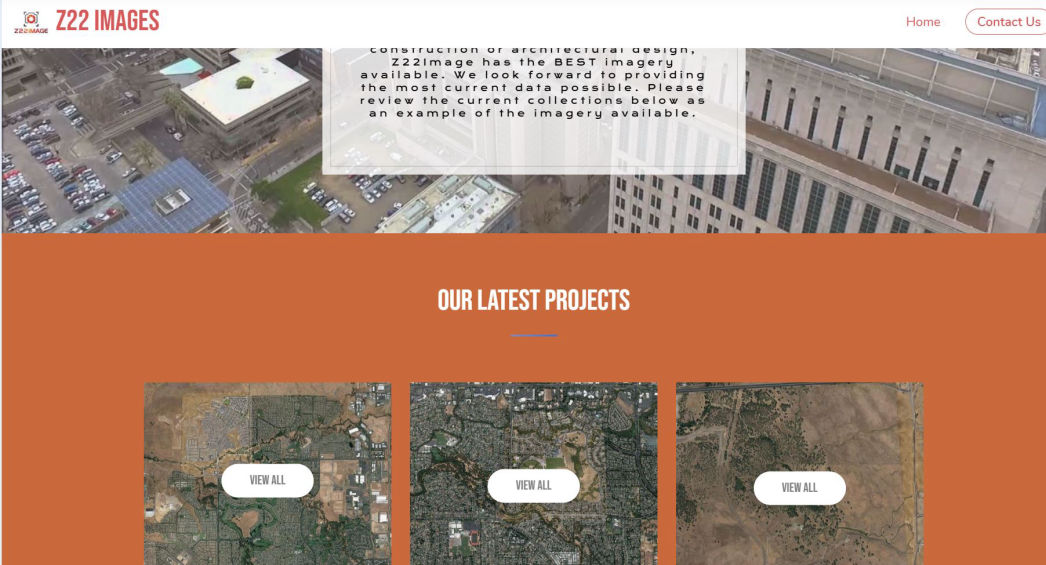 Z22IMAGE
Z22 IMAGES
Home
Contact Us
construction or architectural design,
Z22Image has the BEST imagery
available. We look forward to providing
the most current data possible. Please
review the current collections below as
an example of the imagery available.
OUR LATEST PROJECTS
VIEW ALL
VIEW ALL
VIEW ALL